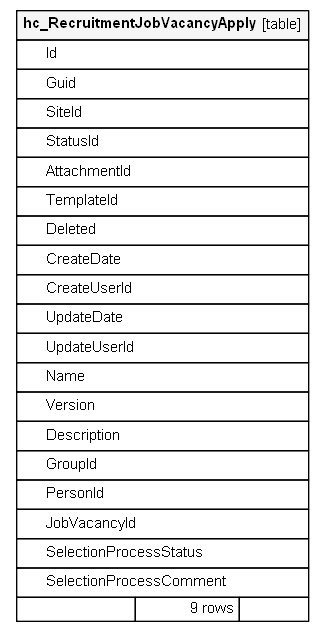 hc_RecruitmentJobVacancyApply [table]
Id
Guid
SiteId
StatusId
AttachmentId
TemplateId
Deleted
CreateDate
CreateUserId
UpdateDate
UpdateUserId
Name
Version
Description
GroupId
PersonId
JobVacancyId
SelectionProcessStatus
SelectionProcessComment
9 rows